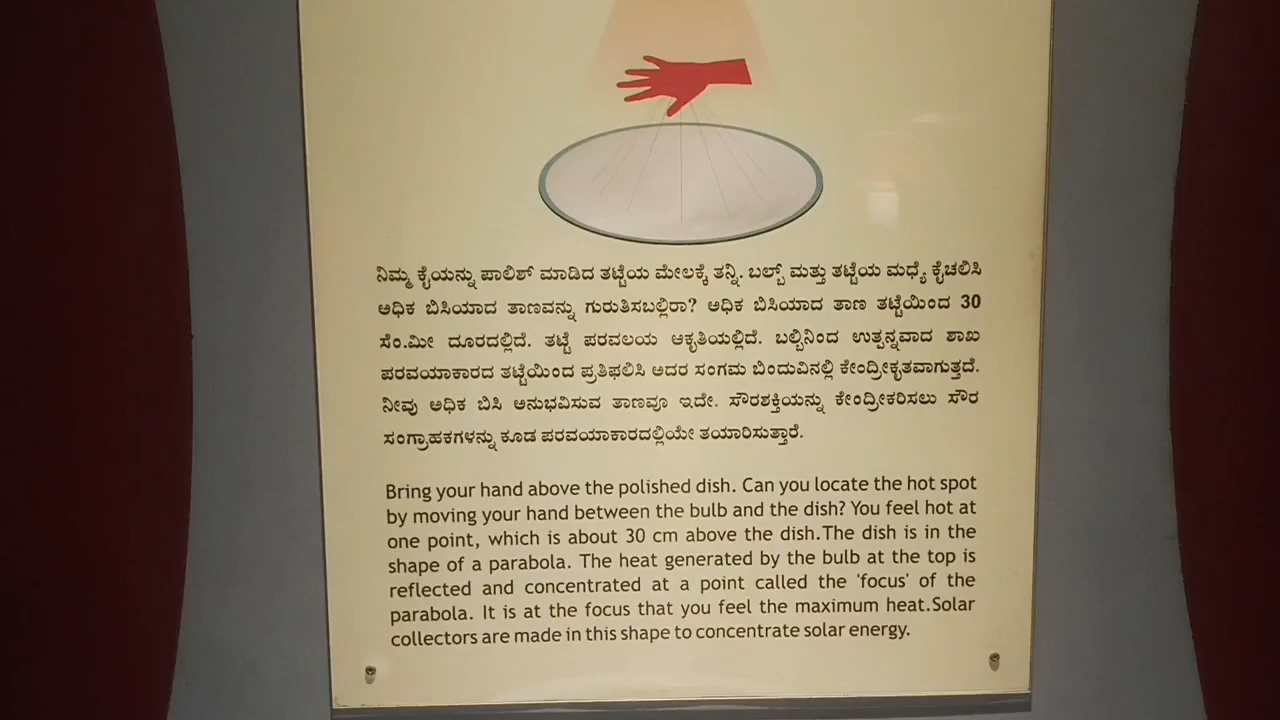 ನಿಮ್ಮ ಕೈಯನ್ನು ಪಾಲಿಶ್ ಮಾಡಿದ ತಟ್ಟೆಯ ಮೇಲಕ್ಕೆ ತನ್ನಿ. ಬಲ್ಬ್ ಮತ್ತು ತಟ್ಟೆಯ ಮಧ್ಯೆ ಕೈಚಲಿಸಿ
ಅಧಿಕ ಬಿಸಿಯಾದ ತಾಣವನ್ನು ಗುರುತಿಸಬಲ್ಲಿರಾ? ಅಧಿಕ ಬಿಸಿಯಾದ ತಾಣ ತಟ್ಟೆಯಿಂದ 30
ಸೆಂ.ಮೀ ದೂರದಲ್ಲಿದೆ. ತಟ್ಟೆ ಪರವಲಯ ಆಕೃತಿಯಲ್ಲಿದೆ. ಬಲ್ಬಿನಿಂದ ಉತ್ಪನ್ನವಾದ ಶಾಖ
ಪರವಯಾಕಾರದ ತಟ್ಟೆಯಿಂದ ಪ್ರತಿಫಲಿಸಿ ಅದರ ಸಂಗಮ ಬಿಂದುವಿನಲ್ಲಿ ಕೇಂದ್ರೀಕೃತವಾಗುತ್ತದೆ.
ನೀವು ಅಧಿಕ ಬಿಸಿ ಅನುಭವಿಸುವ ತಾಣವೂ ಇದೇ. ಸೌರಶಕ್ತಿಯನ್ನು ಕೇಂದ್ರೀಕರಿಸಲು ಸೌರ
ಸಂಗ್ರಾಹಕಗಳನ್ನು ಕೂಡ ಪರವಯಾಕಾರದಲ್ಲಿಯೇ ತಯಾರಿಸುತ್ತಾರೆ.
Bring your hand above the polished dish. Can you locate the hot spot
by moving your hand between the bulb and the dish? You feel hot at
one point, which is about 30 cm above the dish.The dish is in the
shape of a parabola. The heat generated by the bulb at the top is
reflected and concentrated at a point called the 'focus' of the
parabola. It is at the focus that you feel the maximum heat.Solar
collectors are made in this shape to concentrate solar energy.